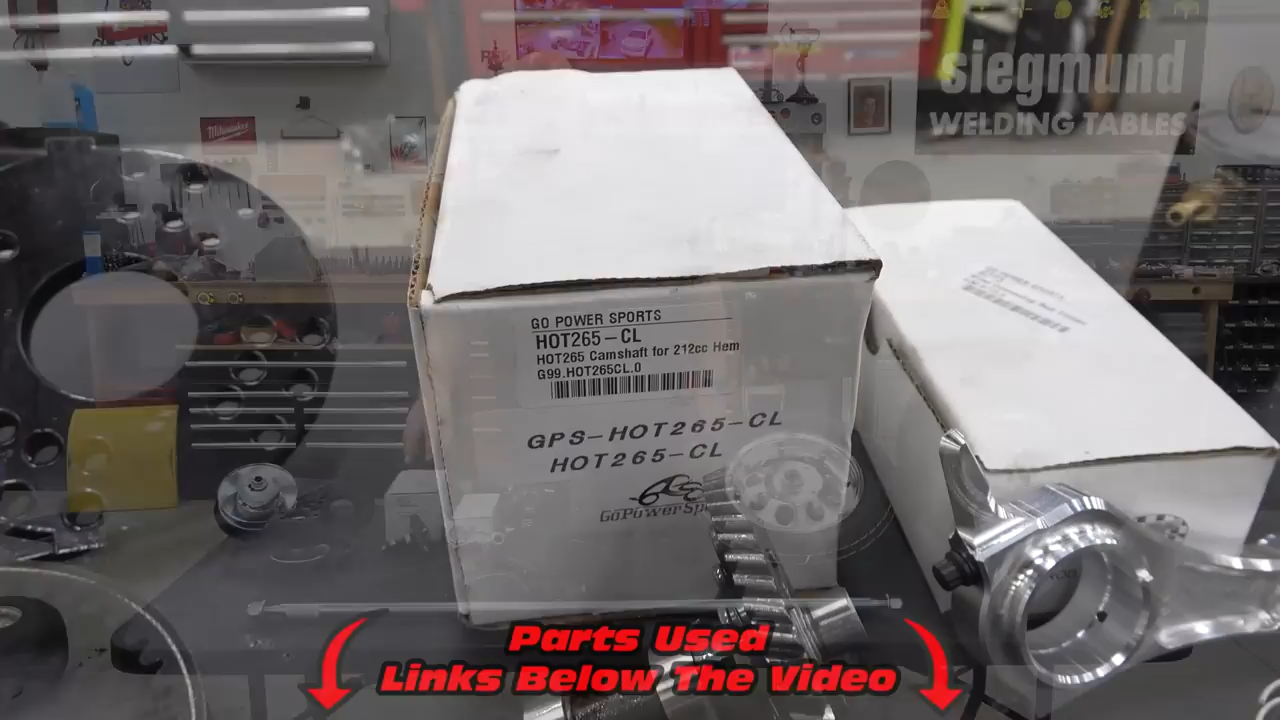 siegmund
WELDING TABLES
Milwaukee
GO POWER SPORTS
HOT265-CL
HOT265 Camshaft for 212cc Hem
G99.HOT265CL.0
GPS-HOT265-CL
HOT265-CL
GoPowerSpo
Parts Used
Links Below The Video